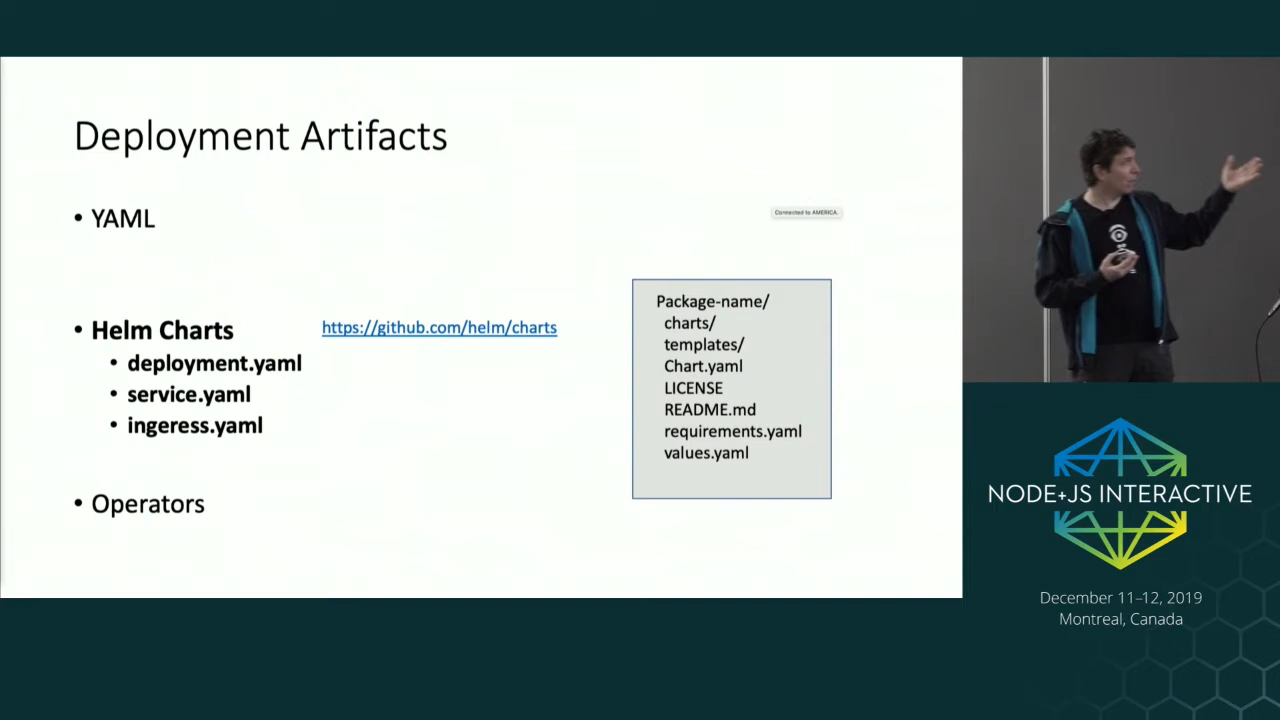 Deployment Artifacts
• YAML
Connected to AMERICA.
• Helm Charts
https://github.com/helm/charts
• deployment.yaml
• service.yaml
• ingeress.yaml
• Operators
Package-name/
charts/
templates/
Chart.yaml
LICENSE
README.md
requirements.yaml
values.yaml
NODE+JS INTERACTIVE
December 11–12, 2019
Montreal, Canada